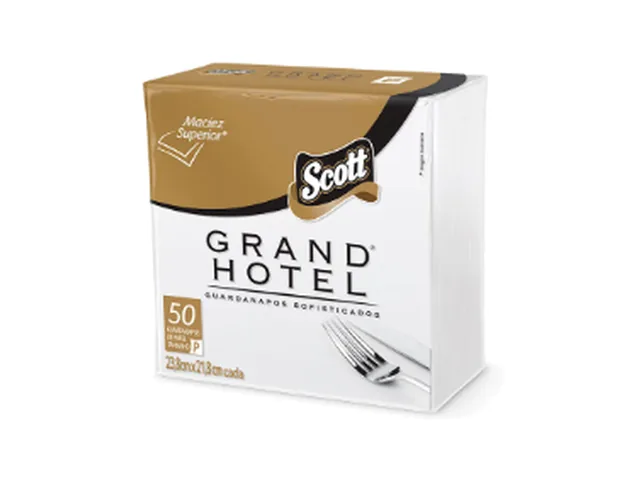 Maciez
Superior*
Scott
GRAND®
HOTEL
GUARDANAPOS SOFISTICADOS
50
P
23,8cm x 21,8cm cada